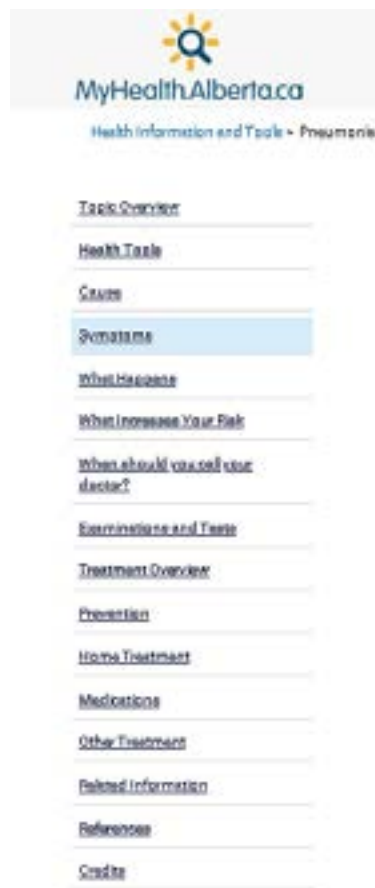 MyHealth.Alberta.ca
Health Information and Tools > Pneumonia
Topic Overview
Health Tools
Cause
Symptoms
What Happens
What Increases Your Risk
When should you call your
doctor?
Examinations and Tests
Treatment Overview
Prevention
Home Treatment
Medications
Other Treatment
Related Information
References
Credits